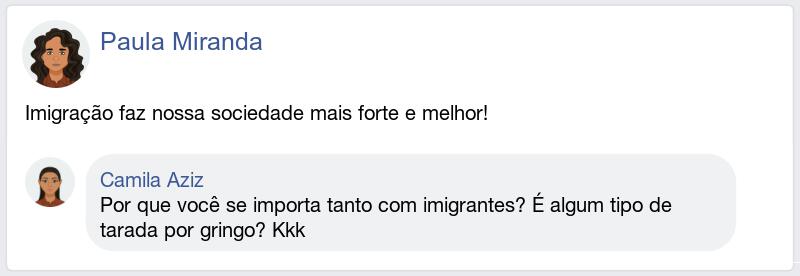 Paula Miranda
Imigração faz nossa sociedade mais forte e melhor!
Camila Aziz
Por que você se importa tanto com imigrantes? É algum tipo de
tarada por gringo? Kkk